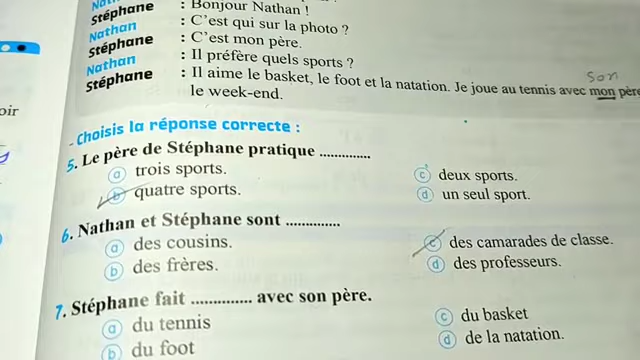 Stéphane : Bonjour Nathan !
Nathan : C'est qui sur la photo ?
Stéphane : C'est mon père.
Nathan : Il préfère quels sports ?
Stéphane : Il aime le basket, le foot et la natation. Je joue au tennis avec mon père
son
le week-end.
oir
- Choisis la réponse correcte :
5. Le père de Stéphane pratique ..............
a trois sports.
b quatre sports.
c deux sports.
d un seul sport.
6. Nathan et Stéphane sont ..............
a des cousins.
b des frères.
c des camarades de classe.
d des professeurs.
7. Stéphane fait .............. avec son père.
a du tennis
b du foot
c du basket
d de la natation.